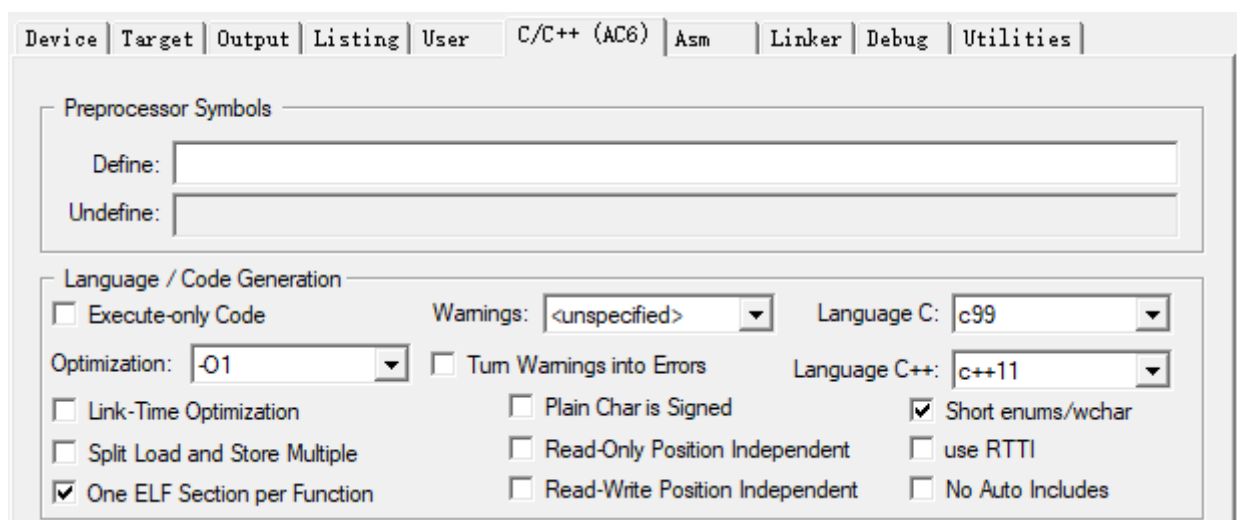 Device Target Output Listing User C/C++ (AC6) Asm Linker Debug Utilities
Preprocessor Symbols
Define:
Undefine:
Language / Code Generation
Execute-only Code Warnings: <unspecified> Language C: c99
Optimization: -O1 Turn Warnings into Errors Language C++: c++11
Link-Time Optimization Plain Char is Signed Short enums/wchar
Split Load and Store Multiple Read-Only Position Independent use RTTI
One ELF Section per Function Read-Write Position Independent No Auto Includes